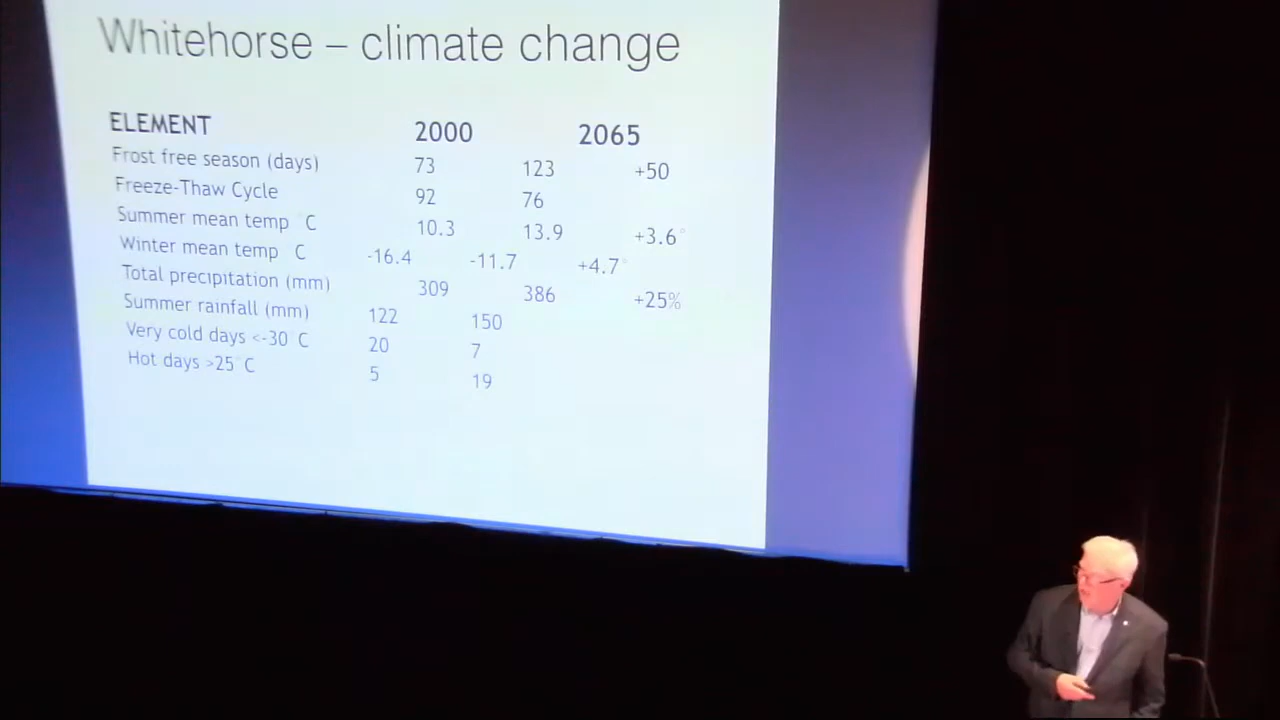 Whitehorse – climate change
ELEMENT 2000 2065
Frost free season (days) 73 123 +50
Freeze-Thaw Cycle 92 76
Summer mean temp °C 10.3 13.9 +3.6°
Winter mean temp °C -16.4 -11.7 +4.7°
Total precipitation (mm) 309 386 +25%
Summer rainfall (mm) 122 150
Very cold days <-30°C 20 7
Hot days >25°C 5 19